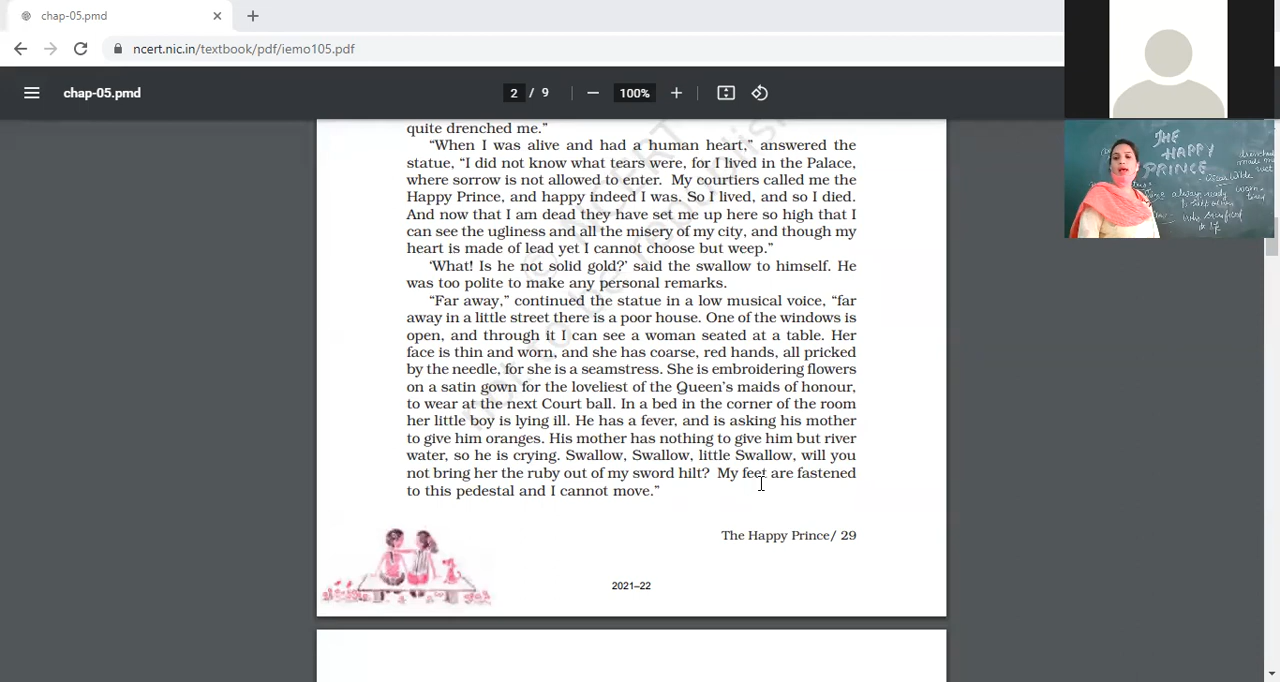 chap-05.pmd
ncert.nic.in/textbook/pdf/iemo105.pdf
chap-05.pmd
2 / 9
100%
quite drenched me."
"When I was alive and had a human heart," answered the
statue, "I did not know what tears were, for I lived in the Palace,
where sorrow is not allowed to enter. My courtiers called me the
Happy Prince, and happy indeed I was. So I lived, and so I died.
And now that I am dead they have set me up here so high that I
can see the ugliness and all the misery of my city, and though my
heart is made of lead yet I cannot choose but weep."
'What! Is he not solid gold?' said the swallow to himself. He
was too polite to make any personal remarks.
"Far away," continued the statue in a low musical voice, "far
away in a little street there is a poor house. One of the windows is
open, and through it I can see a woman seated at a table. Her
face is thin and worn, and she has coarse, red hands, all pricked
by the needle, for she is a seamstress. She is embroidering flowers
on a satin gown for the loveliest of the Queen's maids of honour,
to wear at the next Court ball. In a bed in the corner of the room
her little boy is lying ill. He has a fever, and is asking his mother
to give him oranges. His mother has nothing to give him but river
water, so he is crying. Swallow, Swallow, little Swallow, will you
not bring her the ruby out of my sword hilt? My feet are fastened
to this pedestal and I cannot move."
The Happy Prince/ 29
2021–22
THE
HAPPY
PRINCE
Oscar Wilde
drenched
made me
wet
always ready
who sacrificed